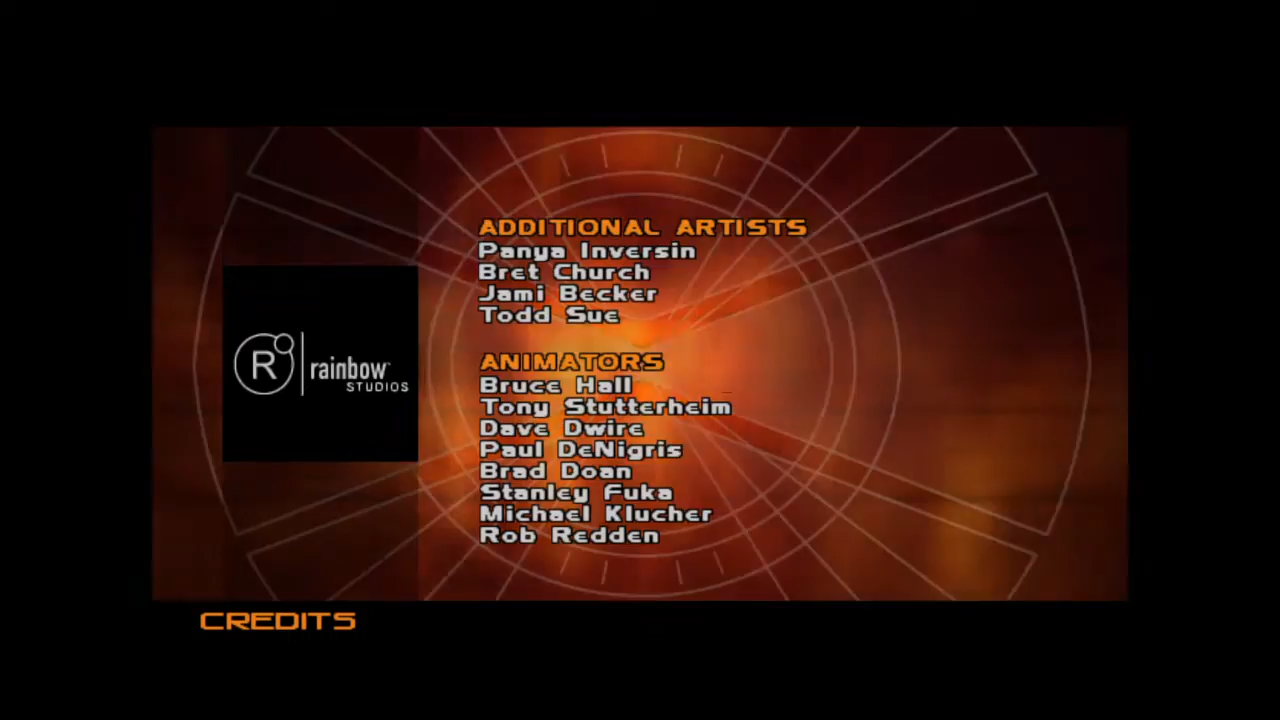 ADDITIONAL ARTISTS
Panya Inversin
Bret Church
Jami Becker
Todd Sue
R
rainbow
STUDIOS
ANIMATORS
Bruce Hall
Tony Stutterheim
Dave Dwire
Paul DeNigris
Brad Doan
Stanley Fuka
Michael Klucher
Rob Redden
CREDITS